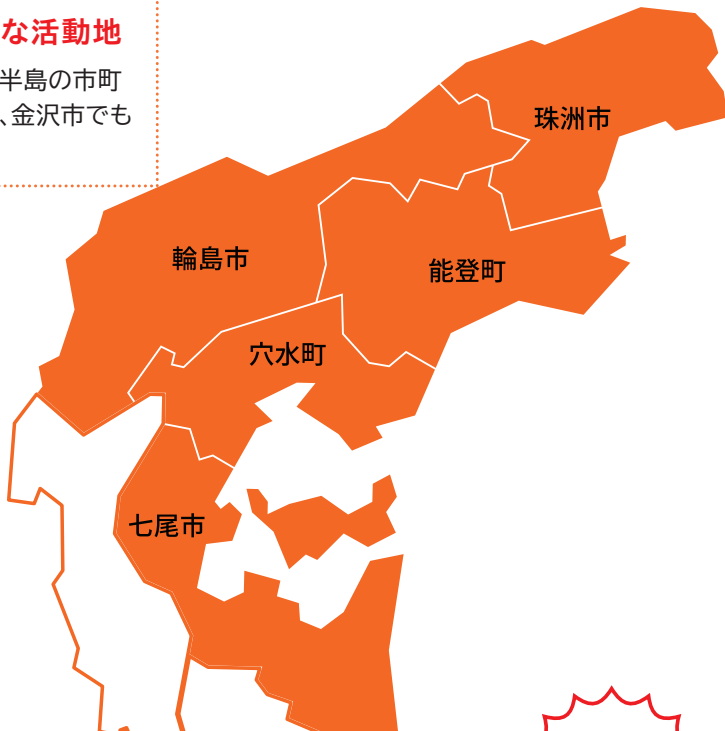 な活動地
半島の市町
、金沢市でも
珠洲市
輪島市
能登町
穴水町
七尾市